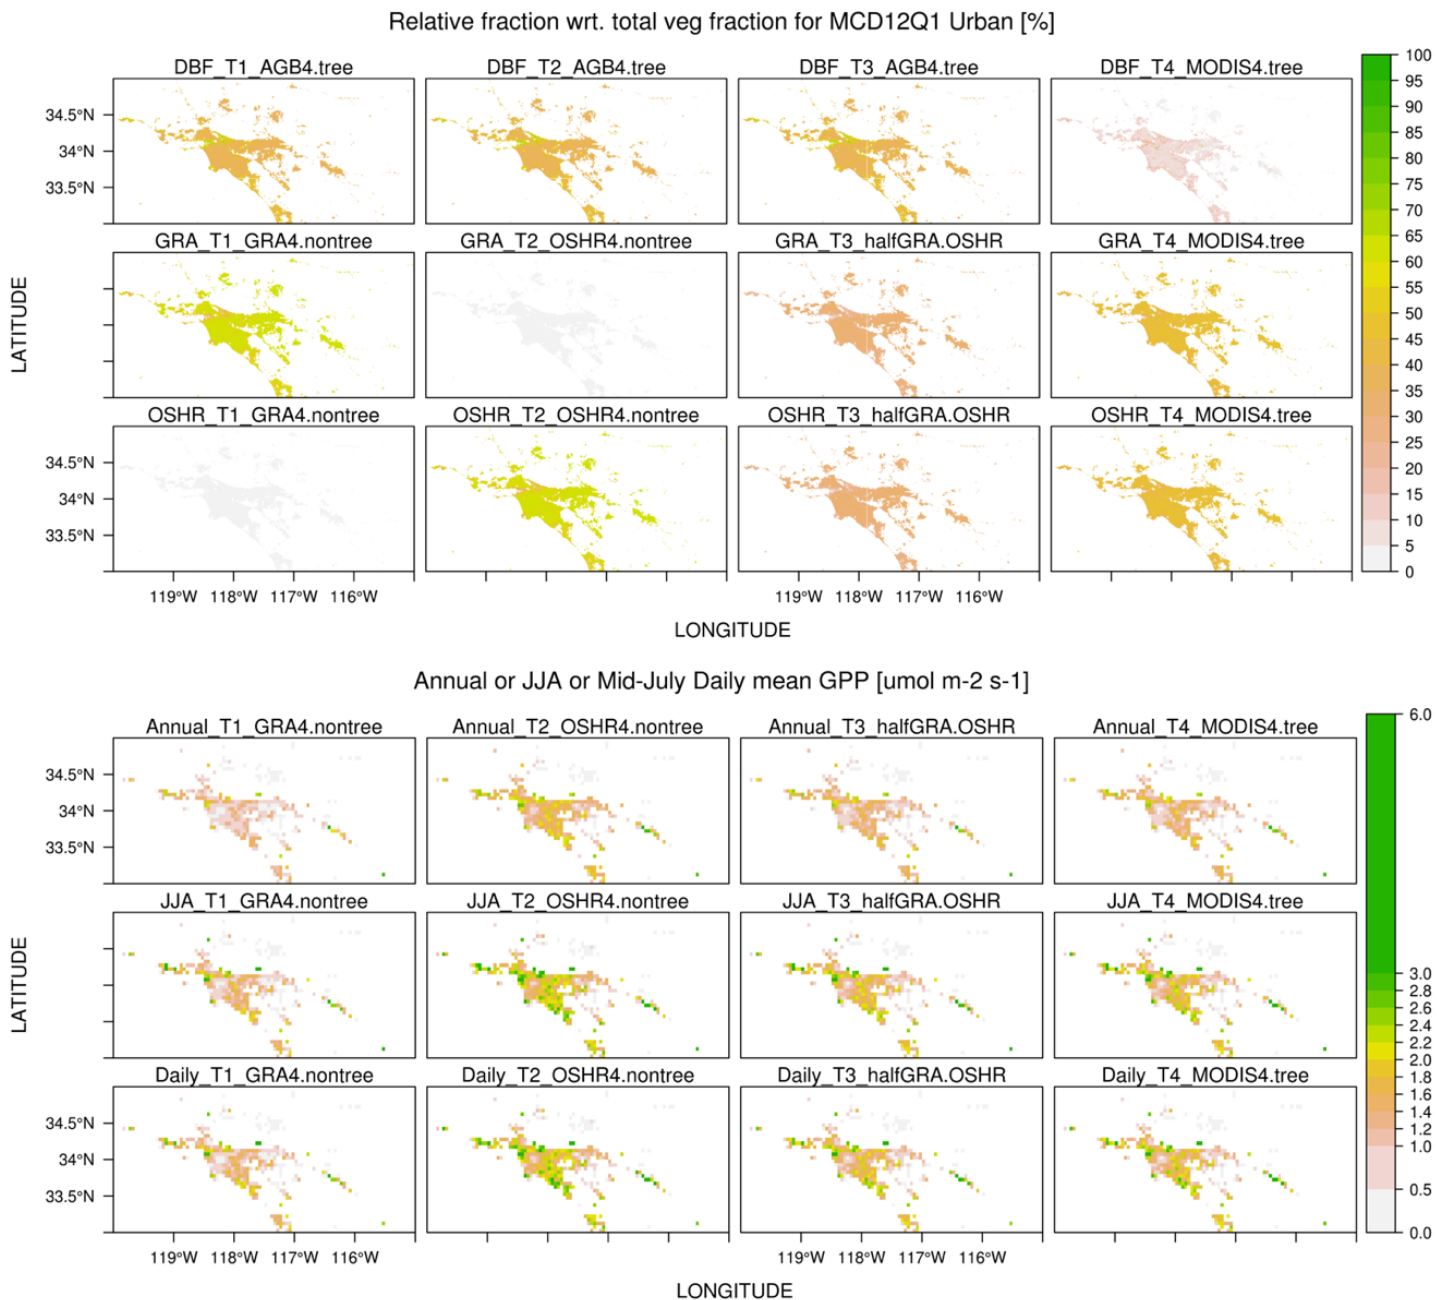 Relative fraction wrt. total veg fraction for MCD12Q1 Urban [%]
DBF_T1_AGB4.tree DBF_T2_AGB4.tree DBF_T3_AGB4.tree DBF_T4_MODIS4.tree
34.5°N
34°N
33.5°N
GRA_T1_GRA4.nontree GRA_T2_OSHR4.nontree GRA_T3_halfGRA.OSHR GRA_T4_MODIS4.tree
LATITUDE
OSHR_T1_GRA4.nontree OSHR_T2_OSHR4.nontree OSHR_T3_halfGRA.OSHR OSHR_T4_MODIS4.tree
34.5°N
34°N
33.5°N
119°W 118°W 117°W 116°W 119°W 118°W 117°W 116°W
LONGITUDE
100
95
90
85
80
75
70
65
60
55
50
45
40
35
30
25
20
15
10
5
0
Annual or JJA or Mid-July Daily mean GPP [umol m-2 s-1]
Annual_T1_GRA4.nontree Annual_T2_OSHR4.nontree Annual_T3_halfGRA.OSHR Annual_T4_MODIS4.tree
34.5°N
34°N
33.5°N
JJA_T1_GRA4.nontree JJA_T2_OSHR4.nontree JJA_T3_halfGRA.OSHR JJA_T4_MODIS4.tree
LATITUDE
Daily_T1_GRA4.nontree Daily_T2_OSHR4.nontree Daily_T3_halfGRA.OSHR Daily_T4_MODIS4.tree
34.5°N
34°N
33.5°N
119°W 118°W 117°W 116°W 119°W 118°W 117°W 116°W
LONGITUDE
6.0
3.0
2.8
2.6
2.4
2.2
2.0
1.8
1.6
1.4
1.2
1.0
0.5
0.0